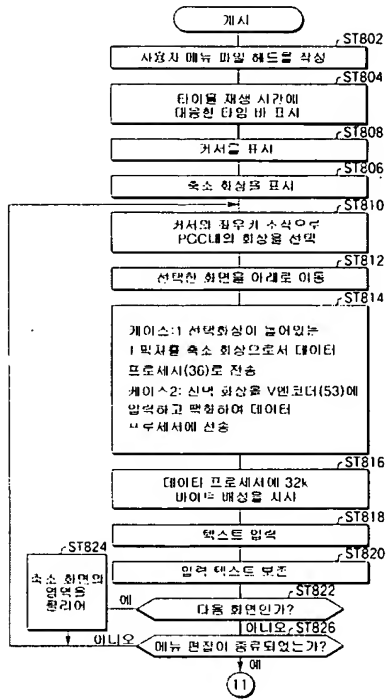 개시
ST802
사용자 메뉴 파일 헤드를 작성
ST804
타이틀 재생 시간에
대응한 타임 바 표시
ST808
커서를 표시
ST806
축소 화상을 표시
ST810
커서의 좌우키 조작으로
PGC내의 화상을 선택
ST812
선택한 화면을 아래로 이동
ST814
케이스:1 선택화상이 들어있는
I 픽쳐를 축소 화상으로서 데이터
프로세서(36)로 전송
케이스2: 선택 화상을 V엔코더(53)에
입력하고 팩화하여 데이터
프로세서에 전송
ST816
데이타 프로세서에 32k
바이트 배성을 지시
ST818
텍스트 입력
ST820
입력 텍스트 보존
ST824
축소 화면의
영역을
클리어
ST822
예
다음 화면인가?
아니오
ST826
아니오
메뉴 편집이 종료되었는가?
예
11